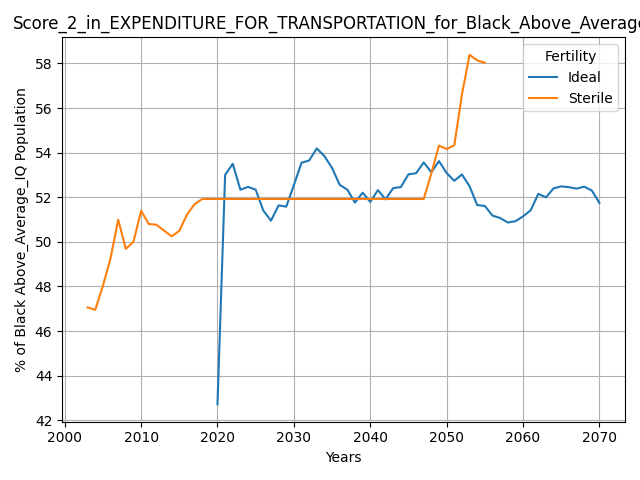 Score_2_in_EXPENDITURE_FOR_TRANSPORTATION_for_Black_Above_Average
Fertility
Ideal
Sterile
% of Black Above_Average_IQ Population
58
56
54
52
50
48
46
44
42
2000 2010 2020 2030 2040 2050 2060 2070
Years